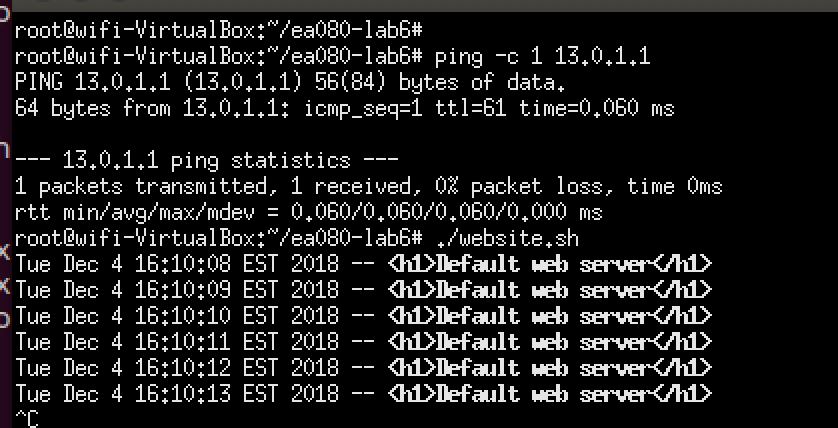 root@wifi-VirtualBox:~/ea080-lab6#
root@wifi-VirtualBox:~/ea080-lab6# ping -c 1 13.0.1.1
PING 13.0.1.1 (13.0.1.1) 56(84) bytes of data.
64 bytes from 13.0.1.1: icmp_seq=1 ttl=61 time=0.060 ms

--- 13.0.1.1 ping statistics ---
1 packets transmitted, 1 received, 0% packet loss, time 0ms
rtt min/avg/max/mdev = 0.060/0.060/0.060/0.000 ms
root@wifi-VirtualBox:~/ea080-lab6# ./website.sh
Tue Dec 4 16:10:08 EST 2018 -- <h1>Default web server</h1>
Tue Dec 4 16:10:09 EST 2018 -- <h1>Default web server</h1>
Tue Dec 4 16:10:10 EST 2018 -- <h1>Default web server</h1>
Tue Dec 4 16:10:11 EST 2018 -- <h1>Default web server</h1>
Tue Dec 4 16:10:12 EST 2018 -- <h1>Default web server</h1>
Tue Dec 4 16:10:13 EST 2018 -- <h1>Default web server</h1>
^C